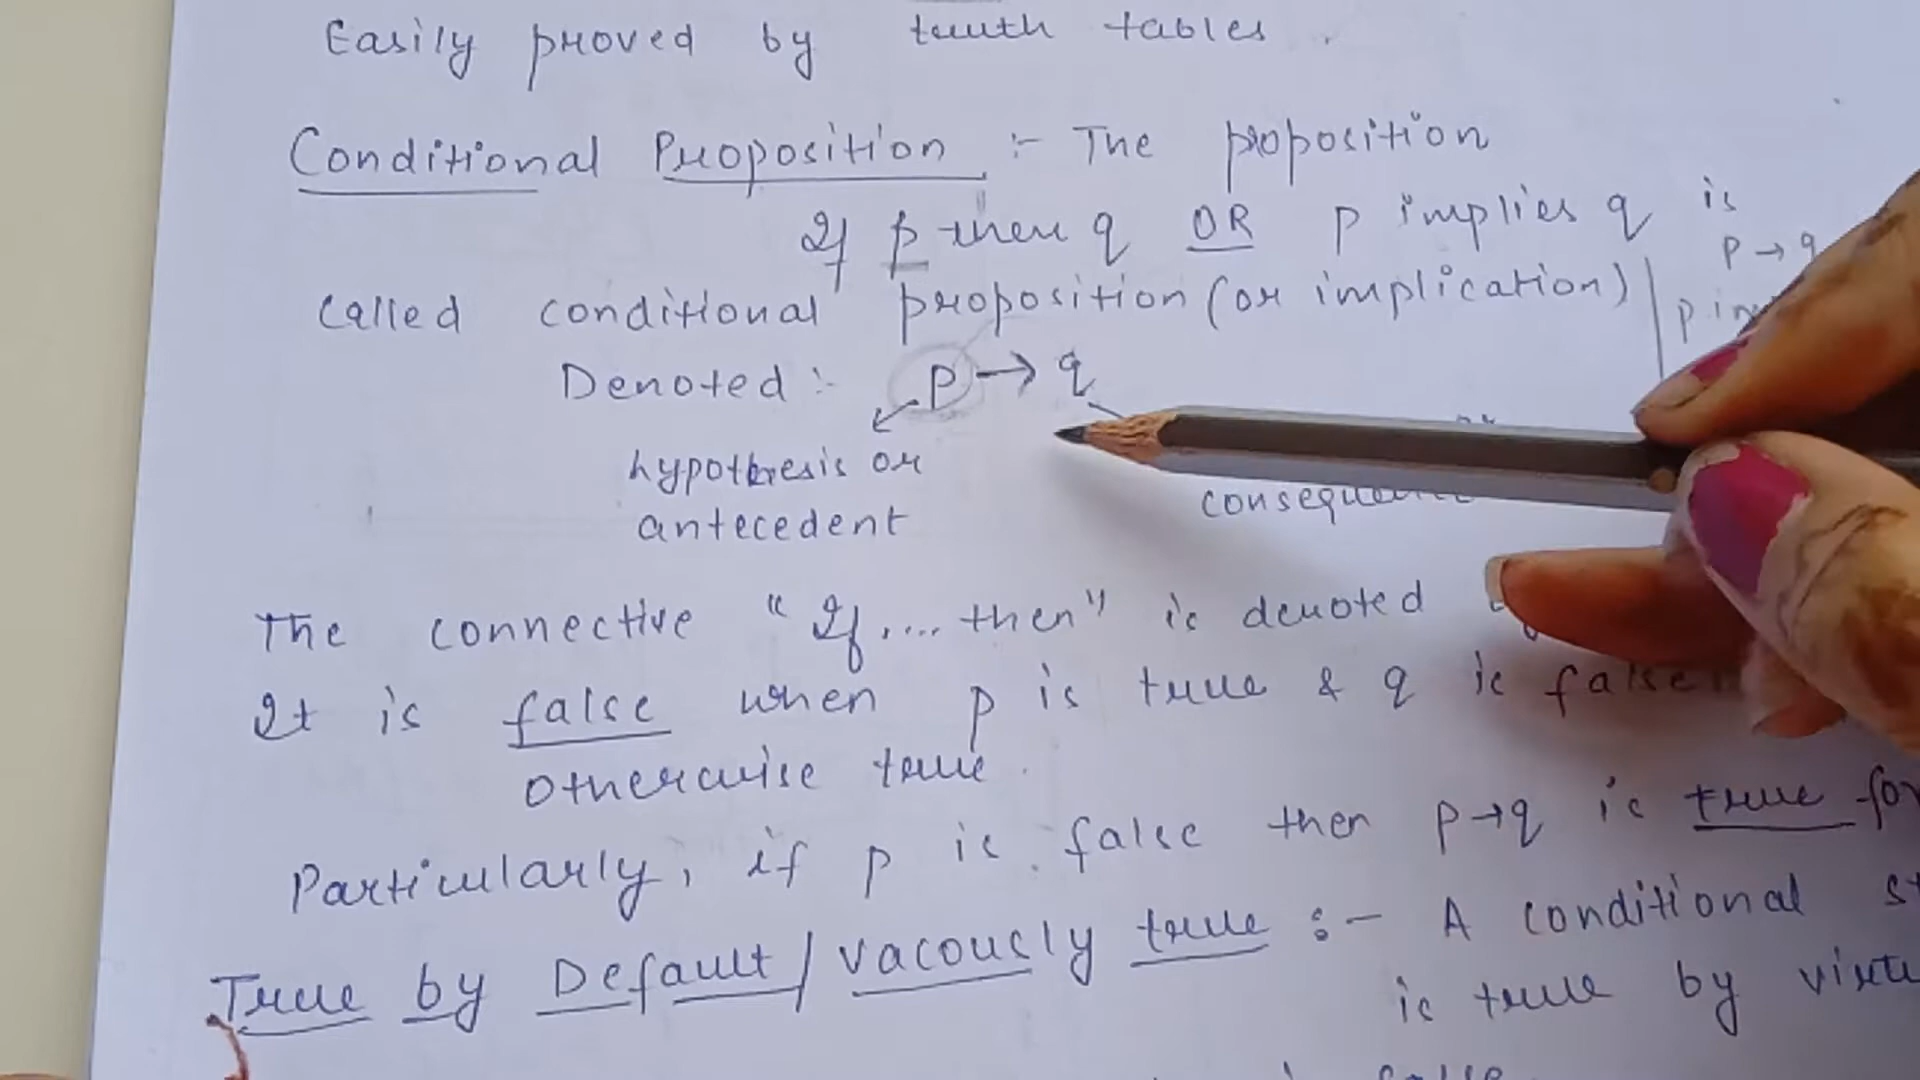 Easily proved by truth tables.
Conditional Proposition :- The proposition
If p then q OR p implies q is
p → q
called conditional proposition (or implication)
p
Denoted :- p → q
hypothesis or
antecedent
The connective "If .... then" is denoted
It is false when p is true & q is false
Otherwise true.
Particularly, if p is false then p→q is true for
True by Default / vacously true :- A conditional
is true by